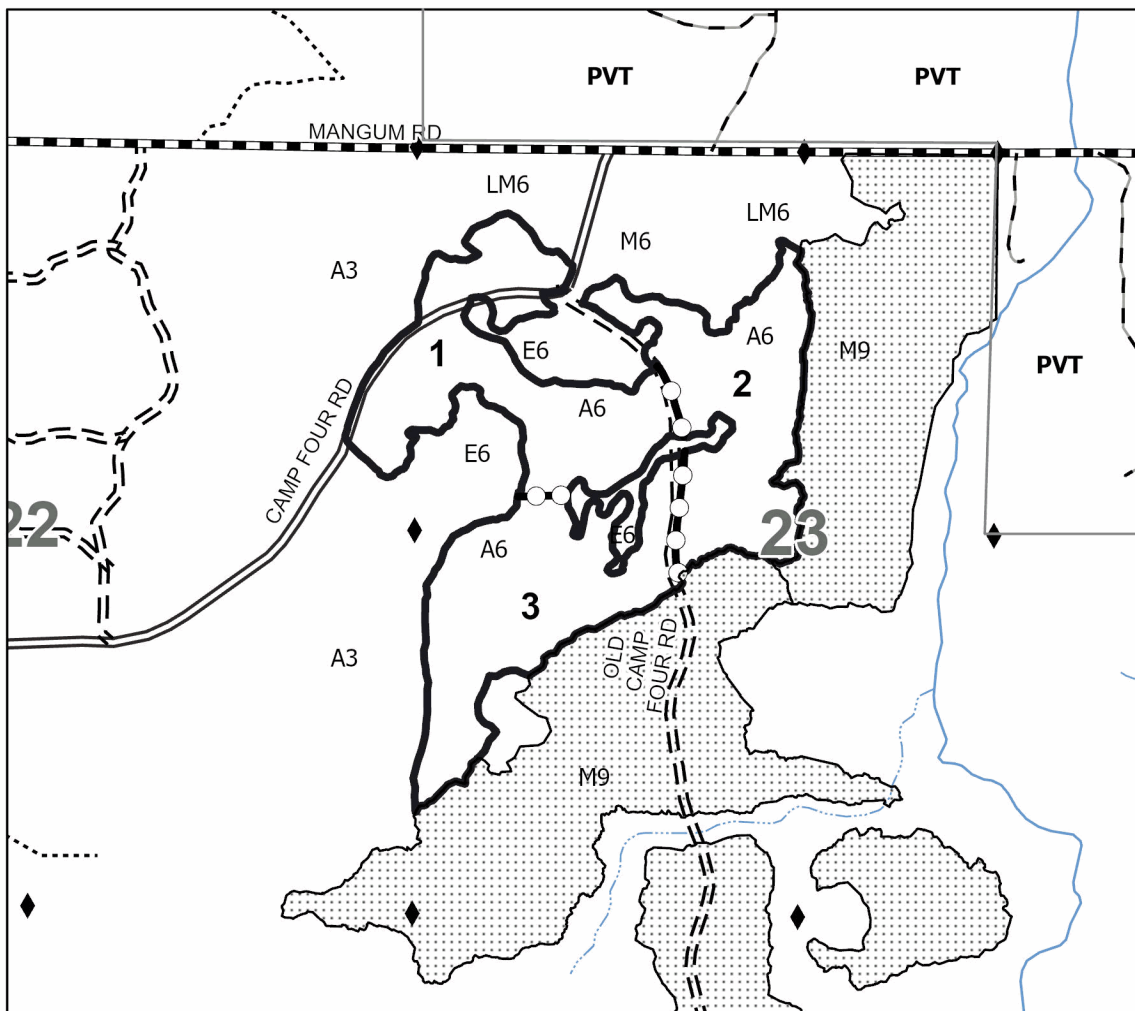 PVT
PVT
MANGUM RD
LM6
LM6
M6
A3
A6
E6
M9
1
PVT
2
A6
CAMP FOUR RD
E6
22
23
E6
A6
3
A3
OLD
CAMP
FOUR RD
M9